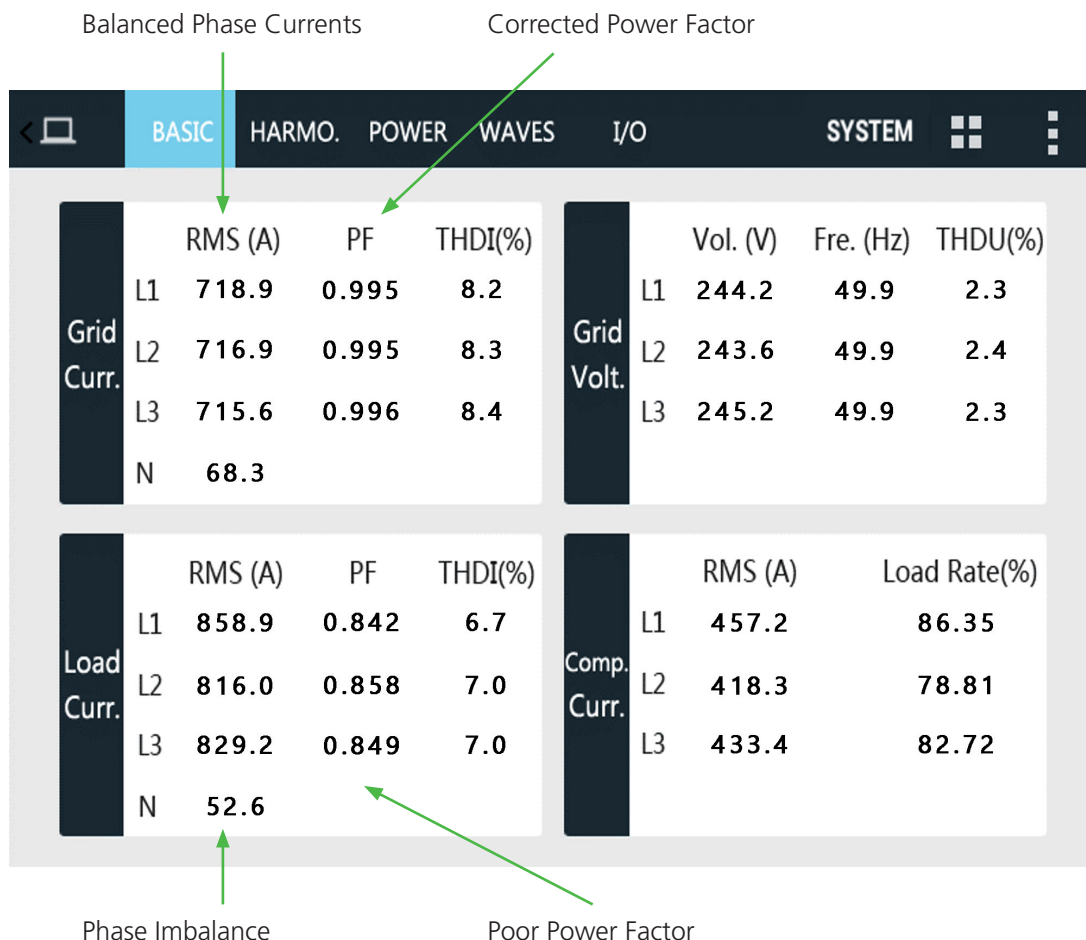 Balanced Phase Currents Corrected Power Factor
BASIC HARMO. POWER WAVES I/O SYSTEM
Grid Curr.
RMS (A) PF THDI(%)
L1 718.9 0.995 8.2
L2 716.9 0.995 8.3
L3 715.6 0.996 8.4
N 68.3
Grid Volt.
Vol. (V) Fre. (Hz) THDU(%)
L1 244.2 49.9 2.3
L2 243.6 49.9 2.4
L3 245.2 49.9 2.3
Load Curr.
RMS (A) PF THDI(%)
L1 858.9 0.842 6.7
L2 816.0 0.858 7.0
L3 829.2 0.849 7.0
N 52.6
Comp. Curr.
RMS (A) Load Rate(%)
L1 457.2 86.35
L2 418.3 78.81
L3 433.4 82.72
Phase Imbalance Poor Power Factor